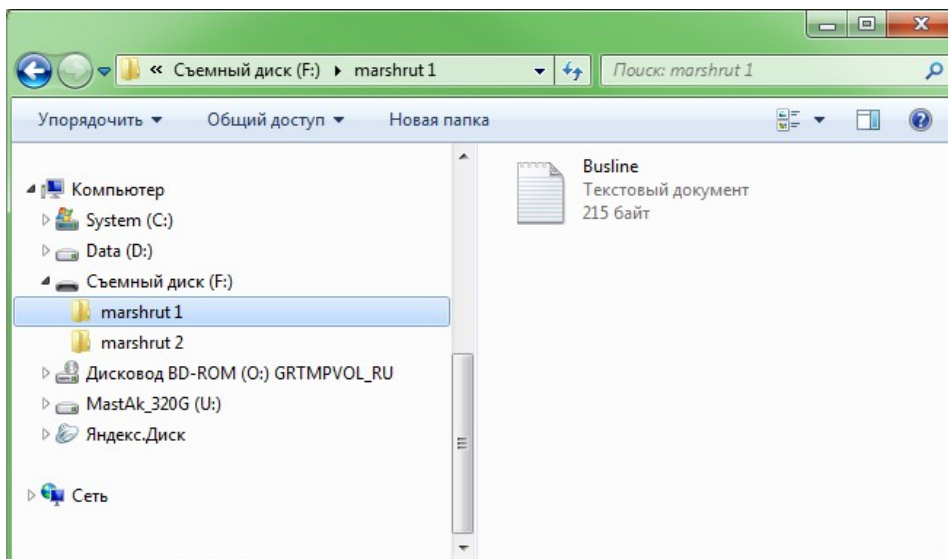 « Съемный диск (F:) marshrut 1
Поиск: marshrut 1
Упорядочить Общий доступ Новая папка
Компьютер
System (C:)
Data (D:)
Съемный диск (F:)
marshrut 1
marshrut 2
Дисковод BD-ROM (O:) GRTMPVOL_RU
MastAk_320G (U:)
Яндекс.Диск
Сеть
Busline
Текстовый документ
215 байт